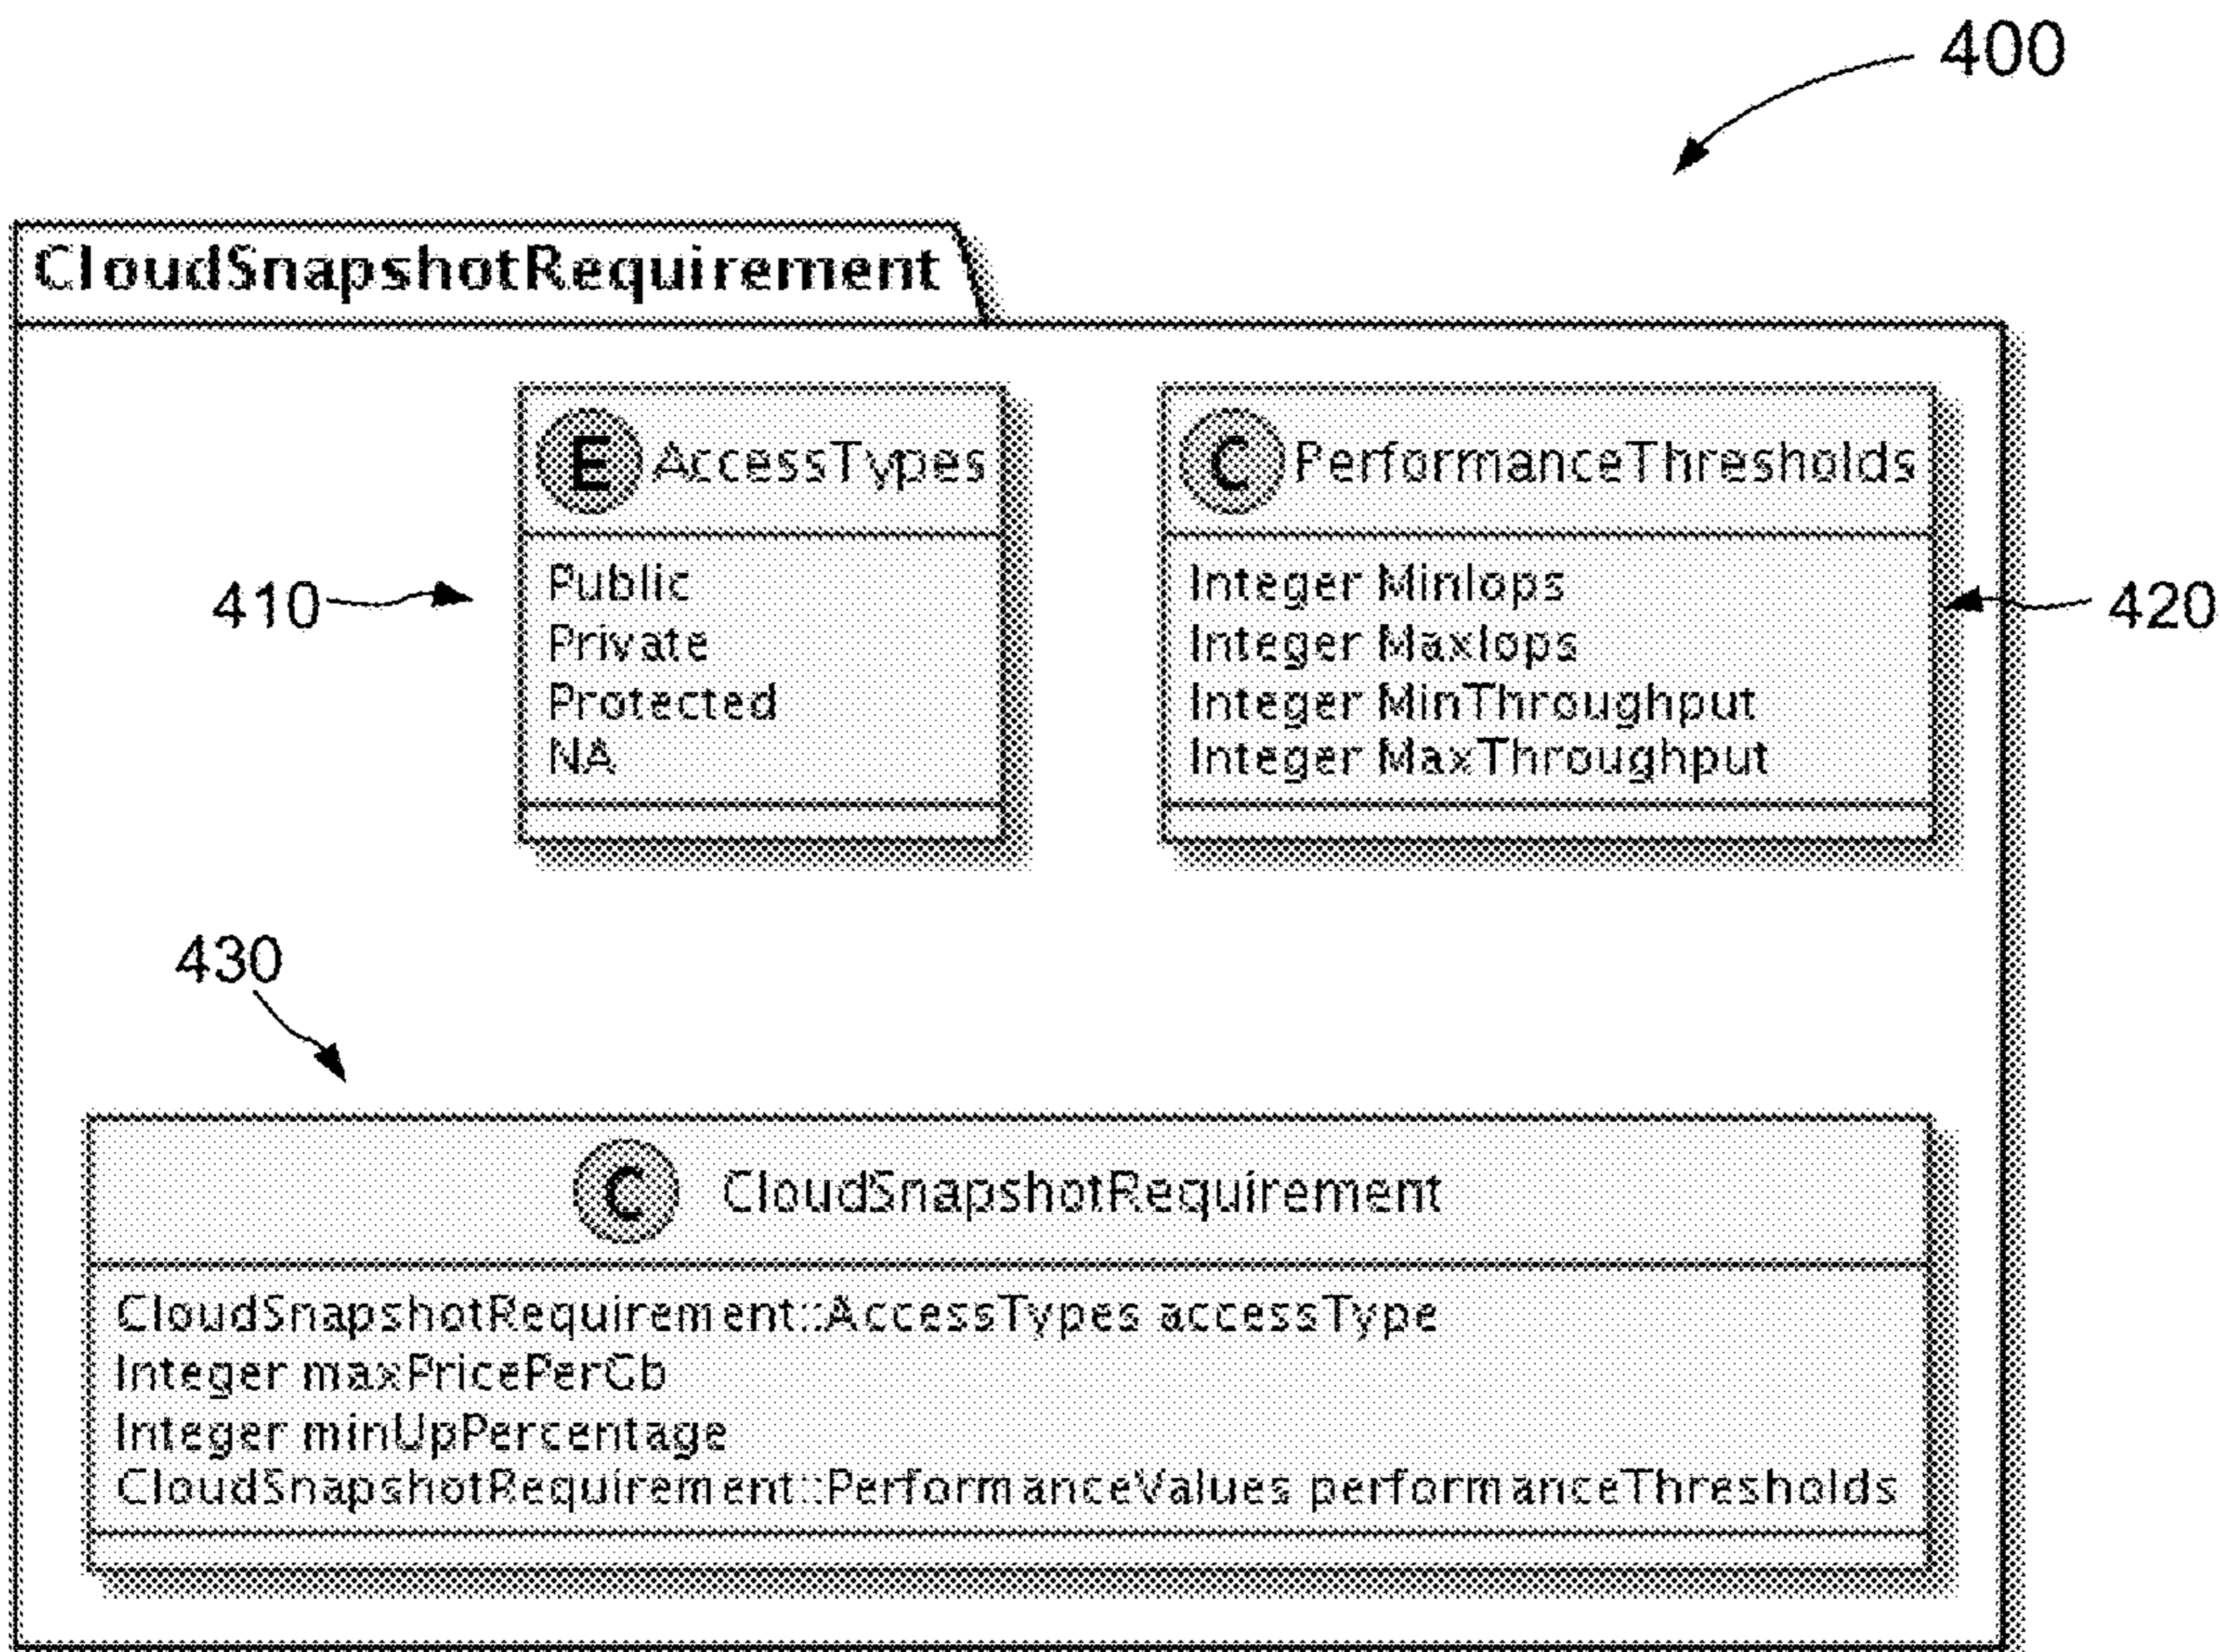 400
CloudSnapshotRequirement
E AccessTypes
Public
Private
Protected
NA
410
C PerformanceThresholds
Integer MinIops
Integer MaxIops
Integer MinThroughput
Integer MaxThroughput
420
430
C CloudSnapshotRequirement
CloudSnapshotRequirement::AccessTypes accessType
Integer maxPricePerGb
Integer minUpPercentage
CloudSnapshotRequirement::PerformanceValues performanceThresholds